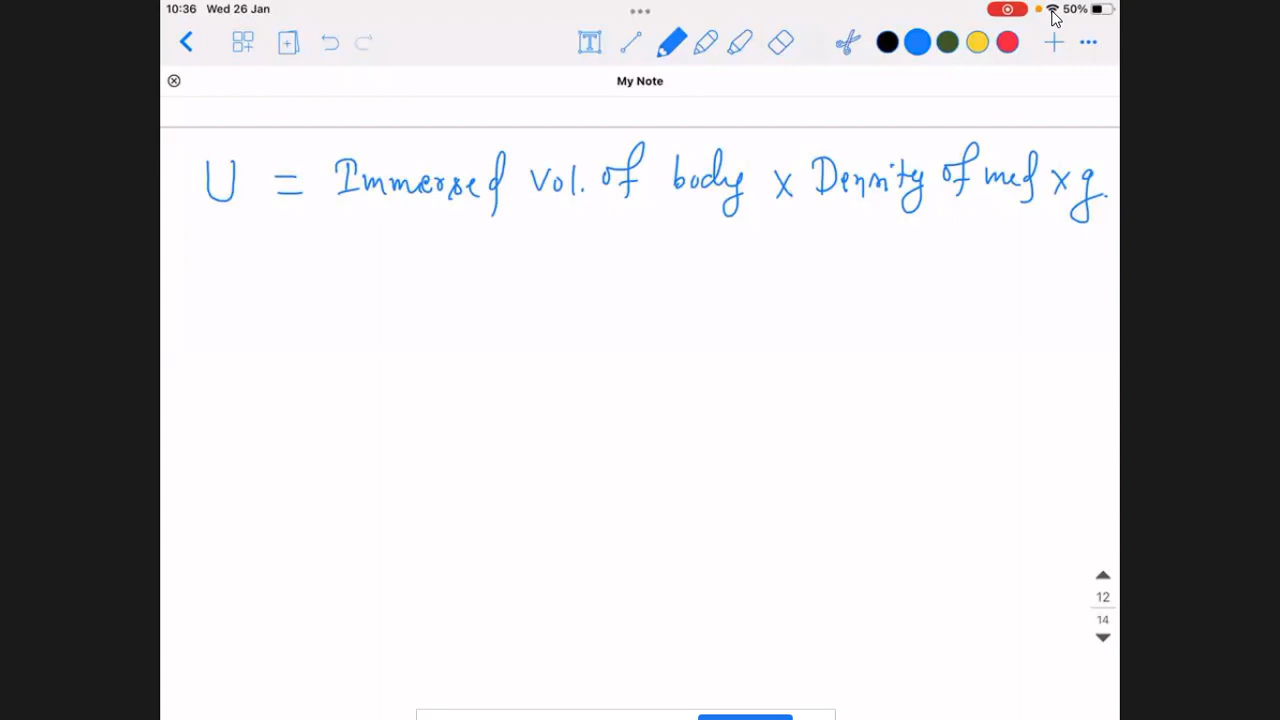 10:36 Wed 26 Jan 50%
T
My Note
U = Immersed vol. of body x Density of med x g.
12
14